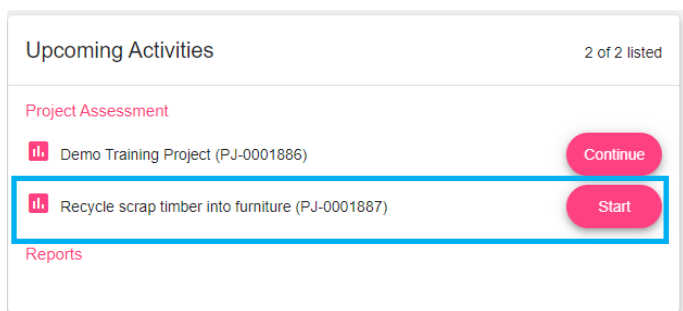 Upcoming Activities 2 of 2 listed
Project Assessment
Demo Training Project (PJ-0001886) Continue
Recycle scrap timber into furniture (PJ-0001887) Start
Reports